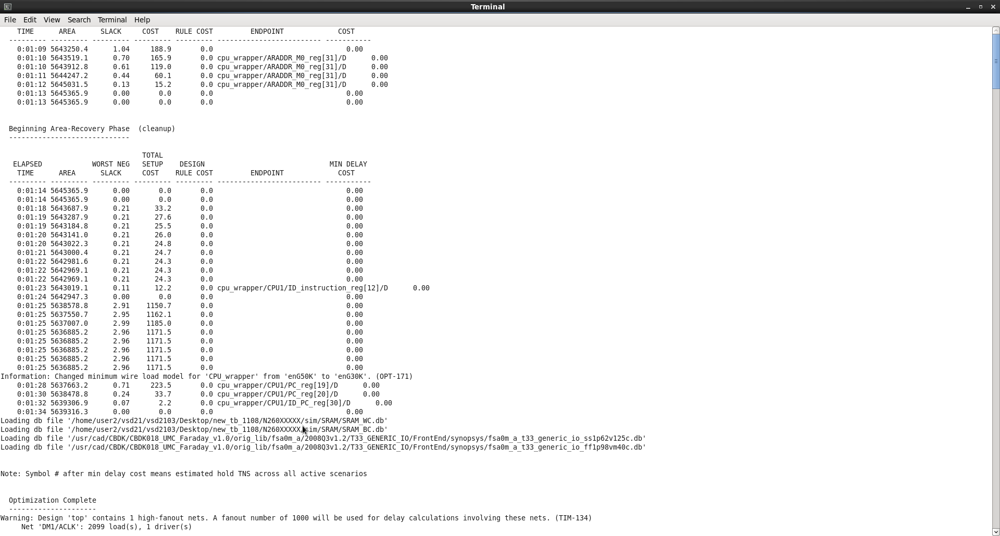 Terminal
File Edit View Search Terminal Help
TIME AREA SLACK COST RULE COST ENDPOINT COST
--------- --------- --------- --------- --------- ------------------------- -----------
0:01:09 5643250.4 1.04 188.9 0.0 0.00
0:01:10 5643519.1 0.70 165.9 0.0 cpu_wrapper/ARADDR_M0_reg[31]/D 0.00
0:01:10 5643912.8 0.61 119.0 0.0 cpu_wrapper/ARADDR_M0_reg[31]/D 0.00
0:01:11 5644247.2 0.44 60.1 0.0 cpu_wrapper/ARADDR_M0_reg[31]/D 0.00
0:01:12 5645031.5 0.13 15.2 0.0 cpu_wrapper/ARADDR_M0_reg[31]/D 0.00
0:01:13 5645365.9 0.00 0.0 0.0 0.00
0:01:13 5645365.9 0.00 0.0 0.0 0.00
Beginning Area-Recovery Phase (cleanup)
-----------------------------
TOTAL
ELAPSED WORST NEG SETUP DESIGN MIN DELAY
TIME AREA SLACK COST RULE COST ENDPOINT COST
--------- --------- --------- --------- --------- ------------------------- -----------
0:01:14 5645365.9 0.00 0.0 0.0 0.00
0:01:14 5645365.9 0.00 0.0 0.0 0.00
0:01:18 5643687.9 0.21 33.2 0.0 0.00
0:01:19 5643287.9 0.21 27.6 0.0 0.00
0:01:19 5643184.8 0.21 25.5 0.0 0.00
0:01:20 5643141.0 0.21 26.0 0.0 0.00
0:01:20 5643022.3 0.21 24.8 0.0 0.00
0:01:21 5643000.4 0.21 24.7 0.0 0.00
0:01:22 5642981.6 0.21 24.3 0.0 0.00
0:01:22 5642969.1 0.21 24.3 0.0 0.00
0:01:22 5642969.1 0.21 24.3 0.0 0.00
0:01:23 5643019.1 0.11 12.2 0.0 cpu_wrapper/CPU1/ID_instruction_reg[12]/D 0.00
0:01:24 5642947.3 0.00 0.0 0.0 0.00
0:01:25 5638578.8 2.91 1150.7 0.0 0.00
0:01:25 5637550.7 2.95 1162.1 0.0 0.00
0:01:25 5637007.0 2.99 1185.0 0.0 0.00
0:01:25 5636885.2 2.96 1171.5 0.0 0.00
0:01:25 5636885.2 2.96 1171.5 0.0 0.00
0:01:25 5636885.2 2.96 1171.5 0.0 0.00
0:01:25 5636885.2 2.96 1171.5 0.0 0.00
0:01:25 5636885.2 2.96 1171.5 0.0 0.00
Information: Changed minimum wire load model for 'CPU_wrapper' from 'enG50K' to 'enG30K'. (OPT-171)
0:01:28 5637663.2 0.71 223.5 0.0 cpu_wrapper/CPU1/PC_reg[19]/D 0.00
0:01:30 5638478.8 0.24 33.7 0.0 cpu_wrapper/CPU1/PC_reg[20]/D 0.00
0:01:32 5639306.9 0.07 2.2 0.0 cpu_wrapper/CPU1/ID_PC_reg[30]/D 0.00
0:01:34 5639316.3 0.00 0.0 0.0 0.00
Loading db file '/home/user2/vsd21/vsd2103/Desktop/new_tb_1108/N260XXXXX/sim/SRAM/SRAM_WC.db'
Loading db file '/home/user2/vsd21/vsd2103/Desktop/new_tb_1108/N260XXXXX/sim/SRAM/SRAM_BC.db'
Loading db file '/usr/cad/CBDK/CBDK018_UMC_Faraday_v1.0/orig_lib/fsa0m_a/2008Q3v1.2/T33_GENERIC_IO/FrontEnd/synopsys/fsa0m_a_t33_generic_io_ss1p62v125c.db'
Loading db file '/usr/cad/CBDK/CBDK018_UMC_Faraday_v1.0/orig_lib/fsa0m_a/2008Q3v1.2/T33_GENERIC_IO/FrontEnd/synopsys/fsa0m_a_t33_generic_io_ff1p98vm40c.db'
Note: Symbol # after min delay cost means estimated hold TNS across all active scenarios
Optimization Complete
---------------------
Warning: Design 'top' contains 1 high-fanout nets. A fanout number of 1000 will be used for delay calculations involving these nets. (TIM-134)
Net 'DM1/ACLK': 2099 load(s), 1 driver(s)